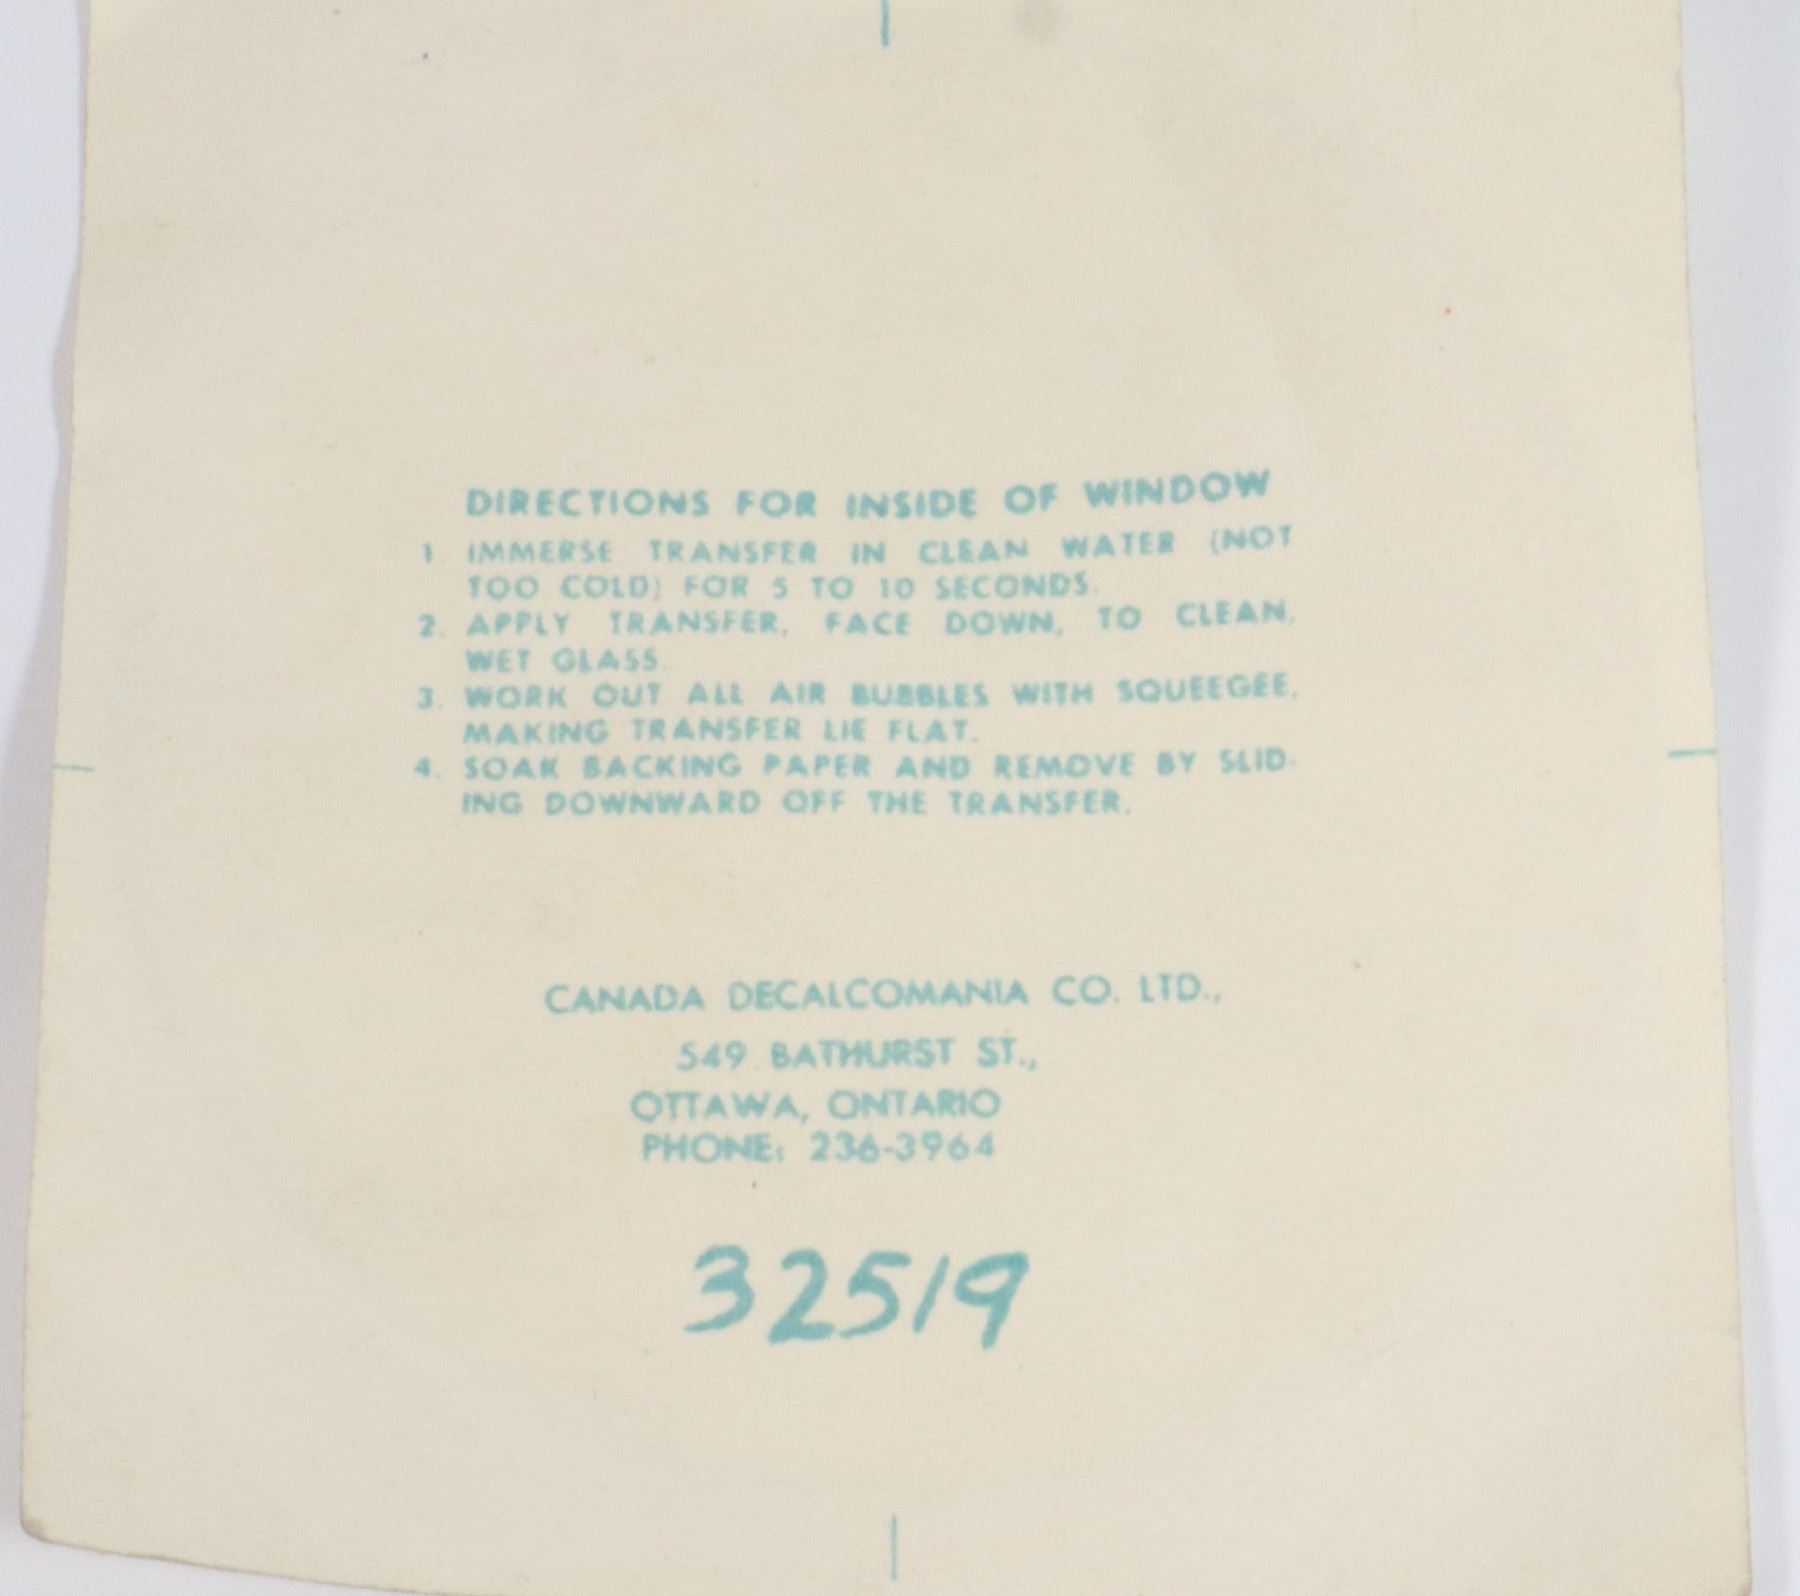 DIRECTIONS FOR INSIDE OF WINDOW
1 IMMERSE TRANSFER IN CLEAN WATER (NOT
TOO COLD) FOR 5 TO 10 SECONDS.
2. APPLY TRANSFER, FACE DOWN, TO CLEAN,
WET GLASS.
3. WORK OUT ALL AIR BUBBLES WITH SQUEEGEE,
MAKING TRANSFER LIE FLAT.
4. SOAK BACKING PAPER AND REMOVE BY SLID-
ING DOWNWARD OFF THE TRANSFER.
CANADA DECALCOMANIA CO. LTD.,
549 BATHURST ST.,
OTTAWA, ONTARIO
PHONE: 236-3964
32519